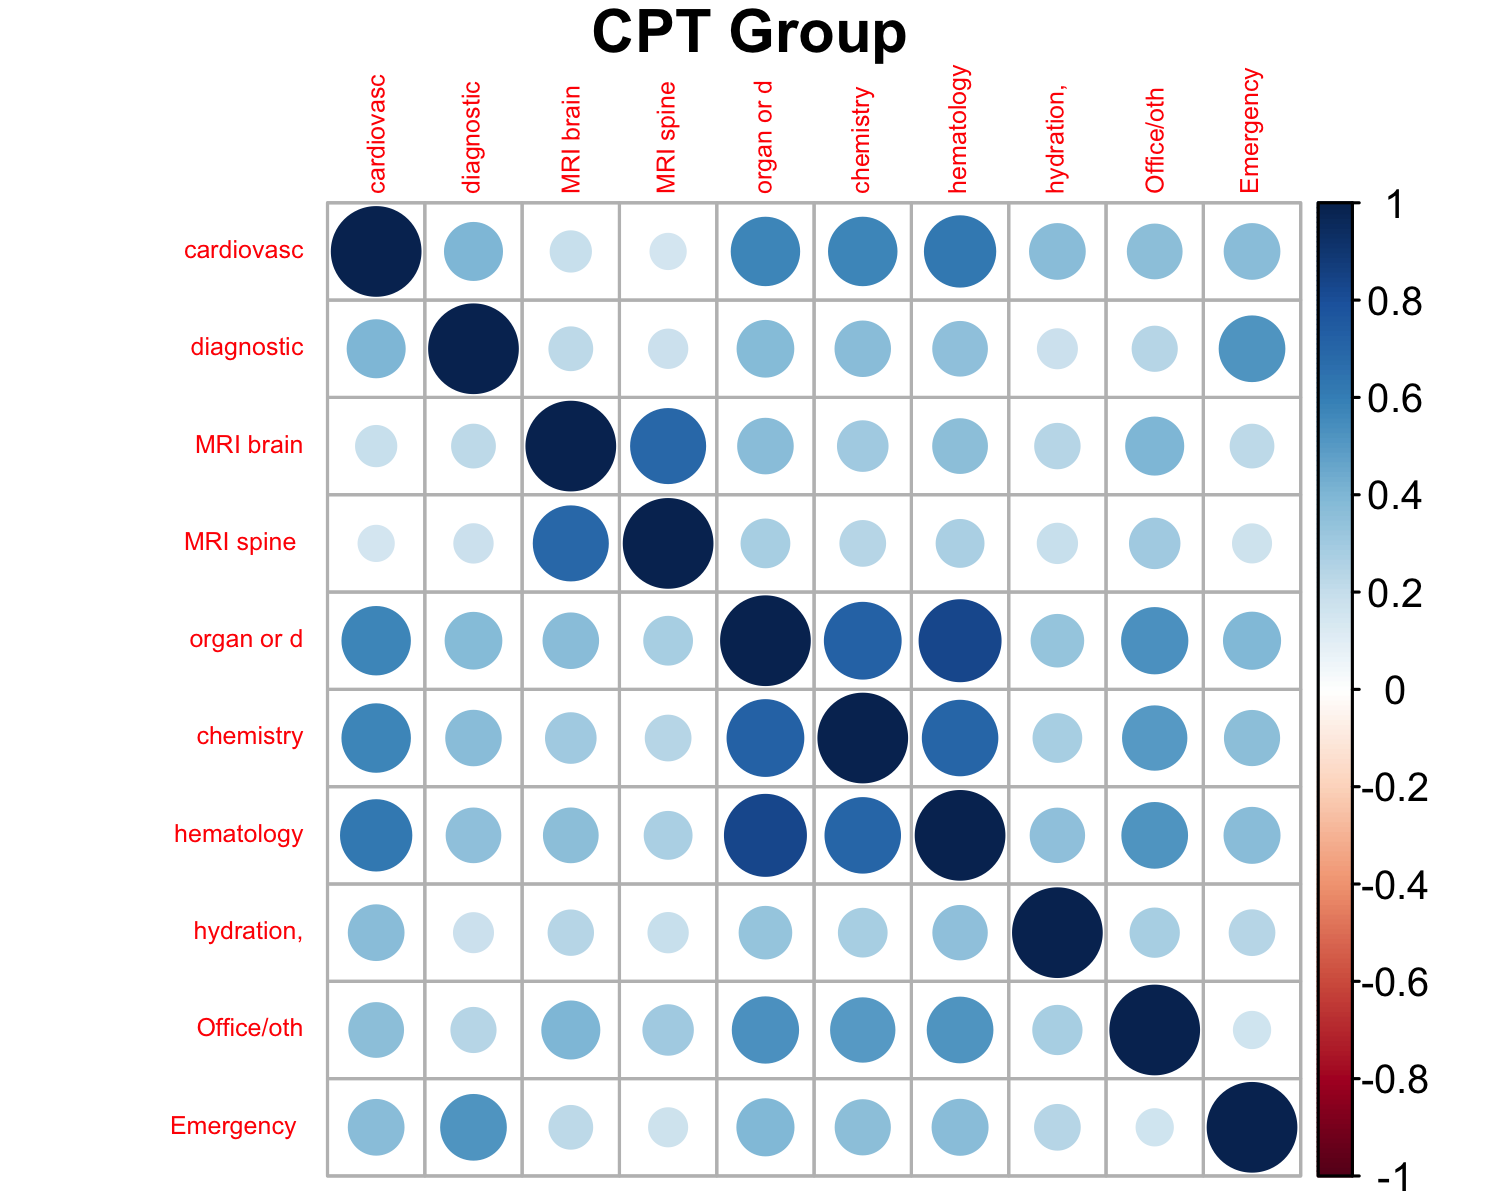 CPT Group
cardiovasc
diagnostic
MRI brain
MRI spine
organ or d
chemistry
hematology
hydration,
Office/oth
Emergency
cardiovasc
diagnostic
MRI brain
MRI spine
organ or d
chemistry
hematology
hydration,
Office/oth
Emergency
1
0.8
0.6
0.4
0.2
0
-0.2
-0.4
-0.6
-0.8
-1